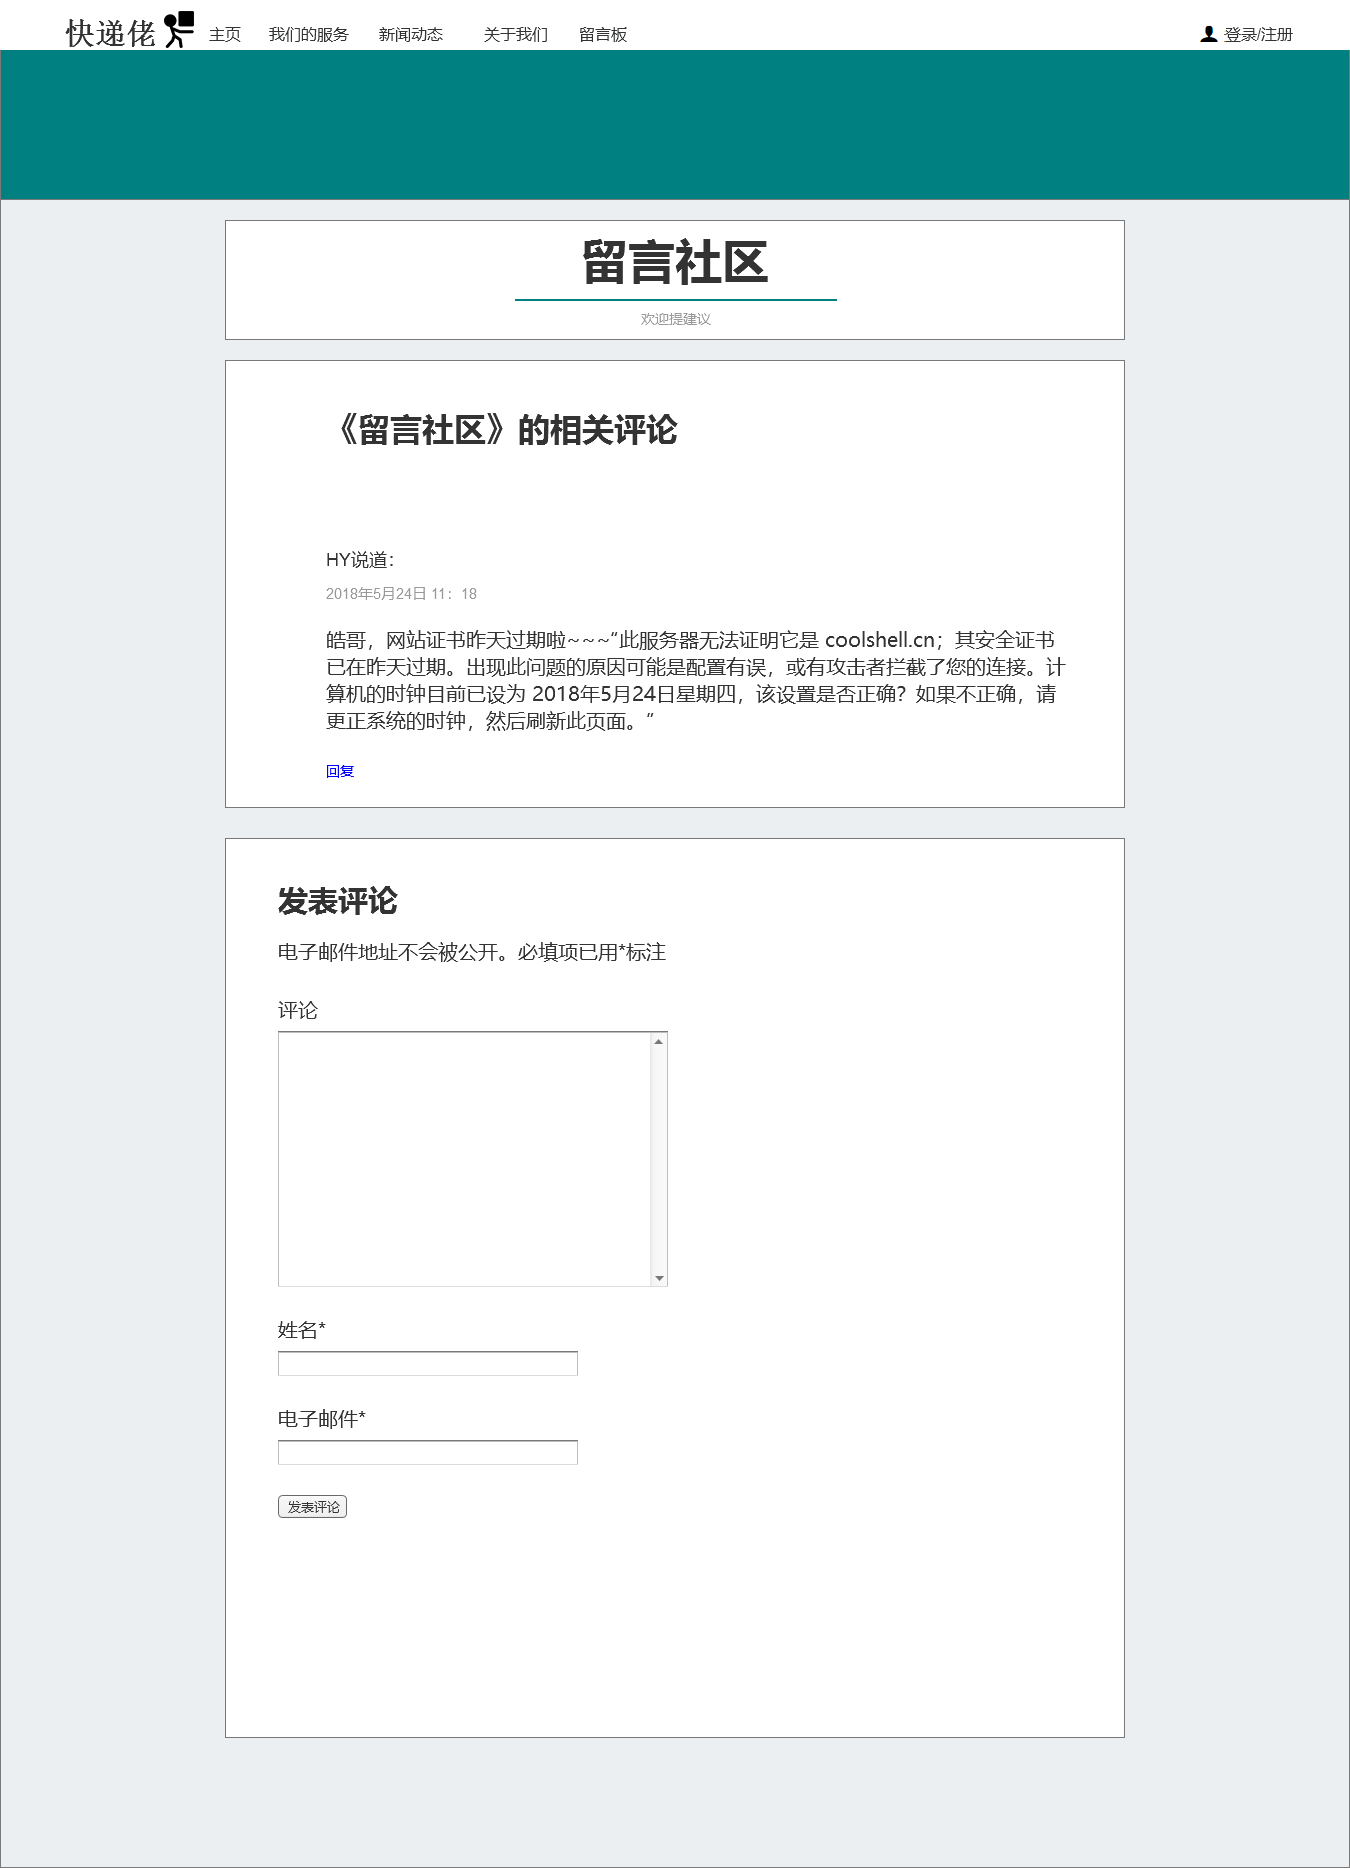 快递佬 主页 我们的服务 新闻动态 关于我们 留言板 登录/注册
留言社区
欢迎提建议
《留言社区》的相关评论
HY说道：
2018年5月24日 11：18
皓哥，网站证书昨天过期啦~~~“此服务器无法证明它是 coolshell.cn；其安全证书
已在昨天过期。出现此问题的原因可能是配置有误，或有攻击者拦截了您的连接。计
算机的时钟目前已设为 2018年5月24日星期四，该设置是否正确？如果不正确，请
更正系统的时钟，然后刷新此页面。”
回复
发表评论
电子邮件地址不会被公开。必填项已用*标注
评论
姓名*
电子邮件*
发表评论